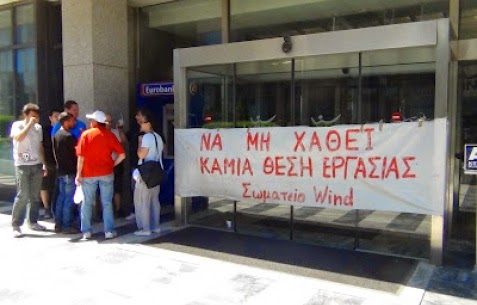 Eurobank
ΝΑ ΜΗ ΧΑΘΕΙ
ΚΑΜΙΑ ΘΕΣΗ ΕΡΓΑΣΙΑΣ
Σωματείο Wind